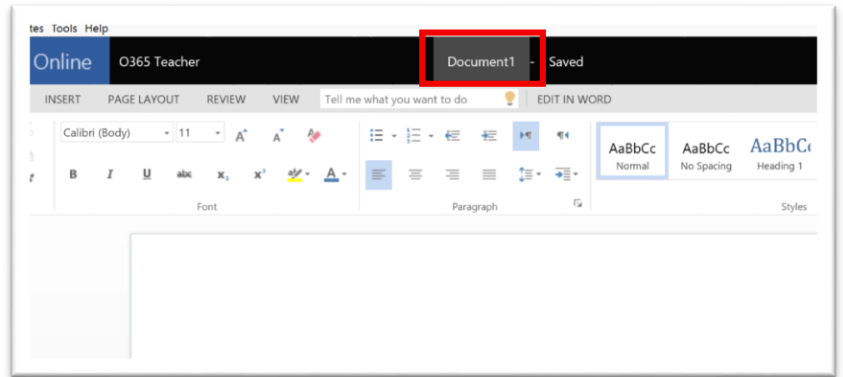 tes Tools Help
Online O365 Teacher Document1 - Saved
INSERT PAGE LAYOUT REVIEW VIEW Tell me what you want to do EDIT IN WORD
Calibri (Body) 11 A A
B I U abc x₂ x² aby A
AaBbCc AaBbCc AaBbC
Normal No Spacing Heading 1
Font Paragraph Styles